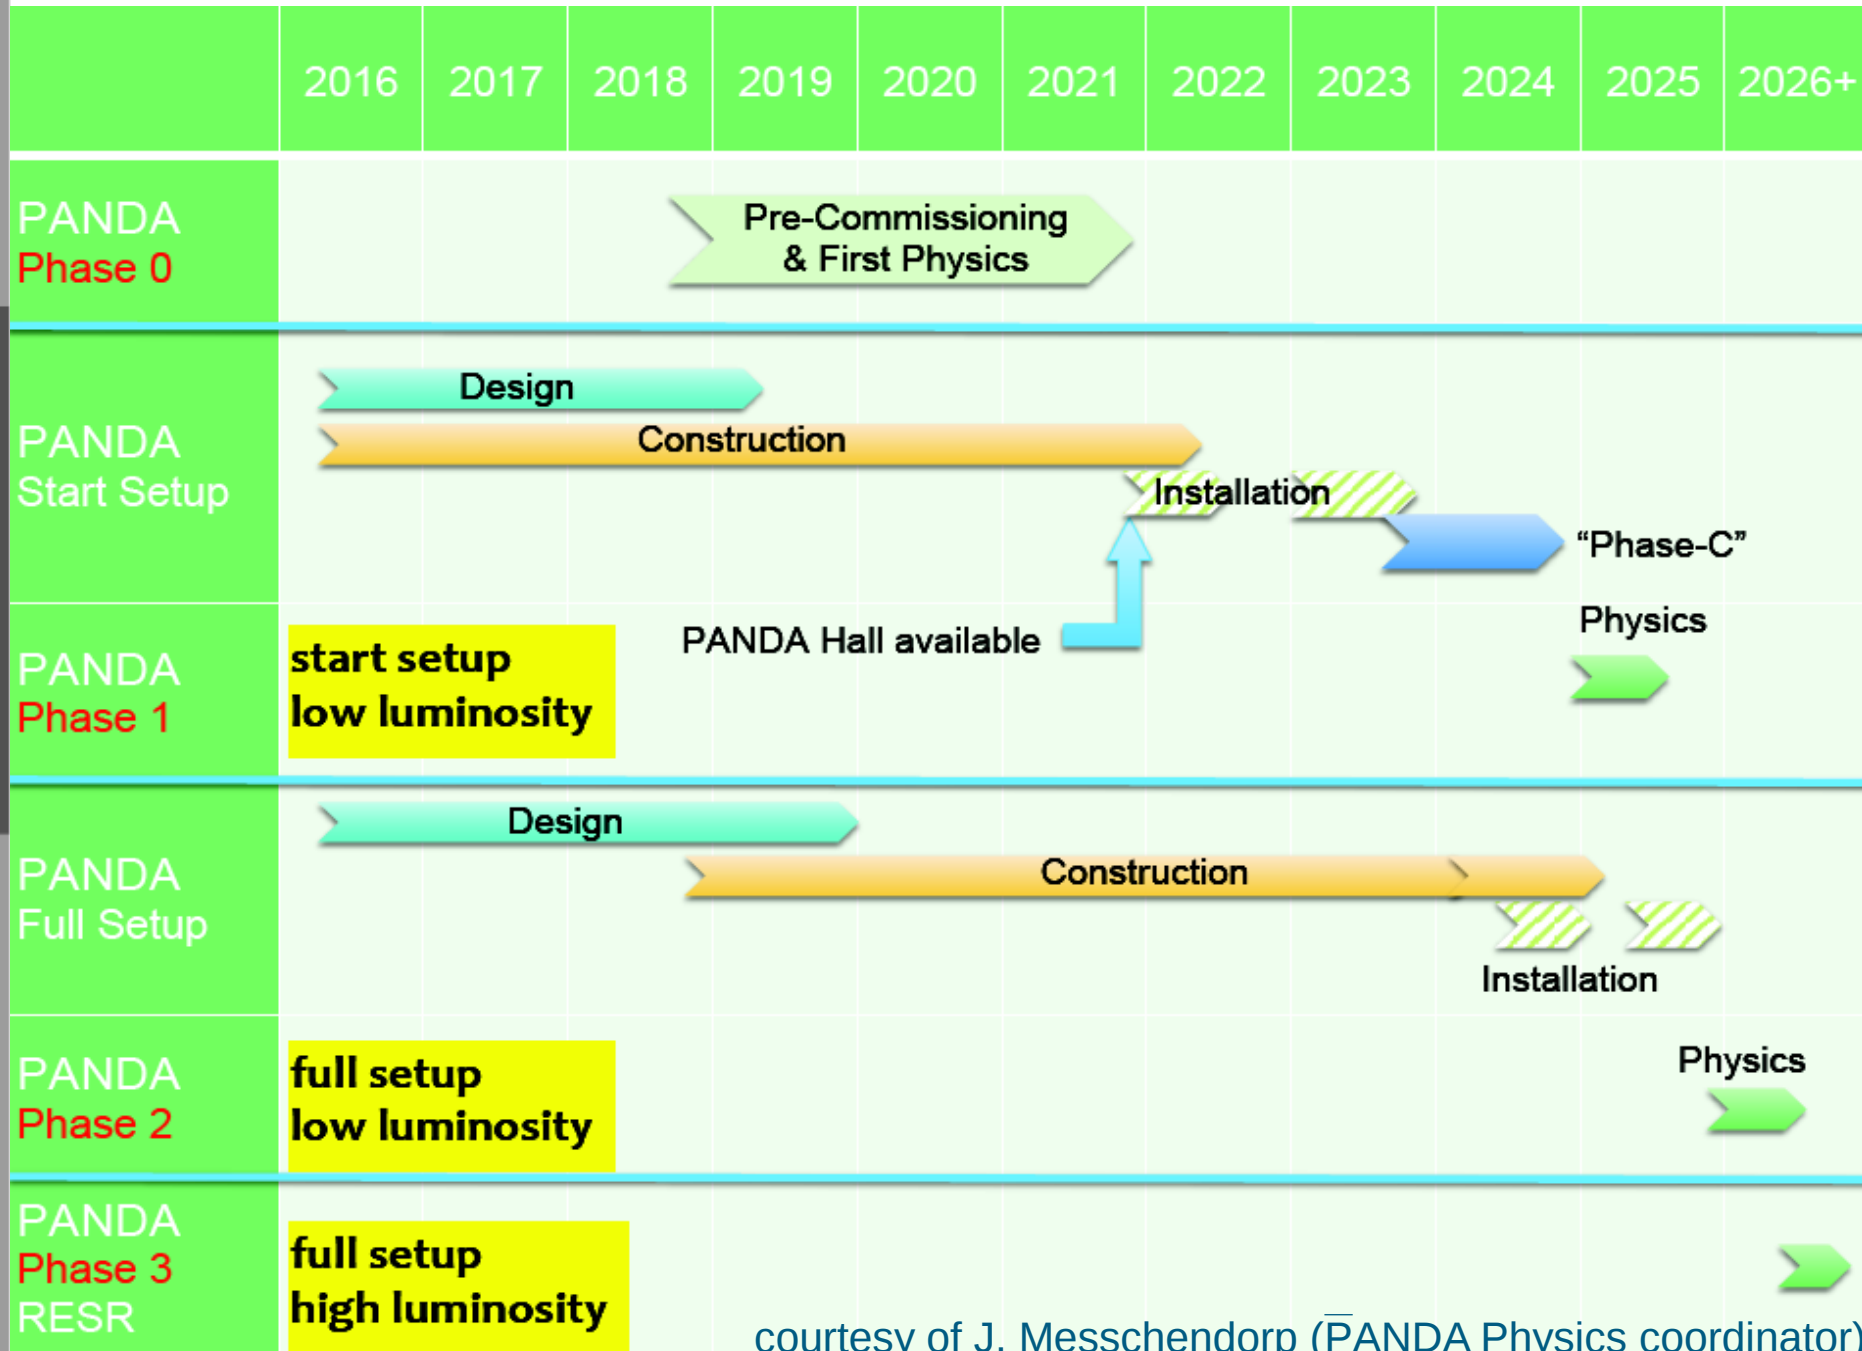 2016 2017 2018 2019 2020 2021 2022 2023 2024 2025 2026+
PANDA
Phase 0
Pre-Commissioning
& First Physics
PANDA
Start Setup
Design
Construction
Installation
“Phase-C”
PANDA Hall available
Physics
PANDA
Phase 1
start setup
low luminosity
PANDA
Full Setup
Design
Construction
Installation
PANDA
Phase 2
full setup
low luminosity
Physics
PANDA
Phase 3
RESR
full setup
high luminosity
courtesy of J. Messchendorp (P̅ANDA Physics coordinator)